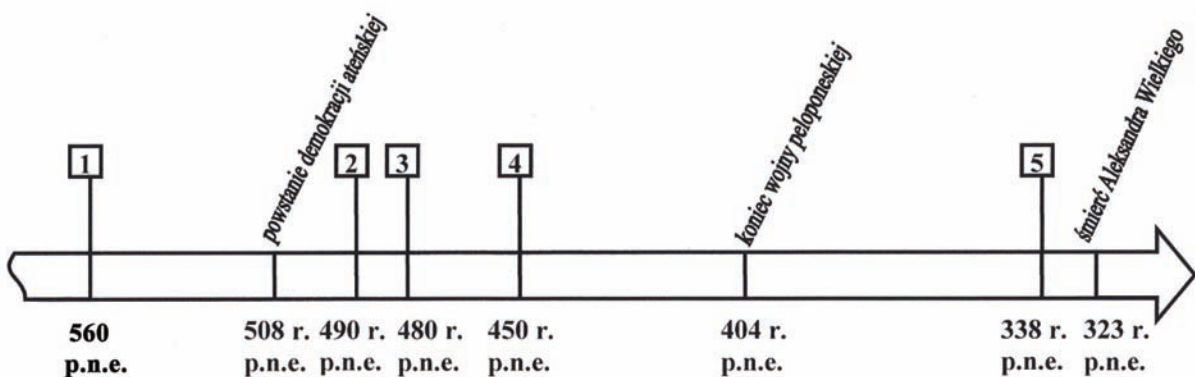 powstanie demokracji ateńskiej
koniec wojny peloponeskiej
śmierć Aleksandra Wielkiego
1
2
3
4
5
560
p.n.e.
508 r.
p.n.e.
490 r.
p.n.e.
480 r.
p.n.e.
450 r.
p.n.e.
404 r.
p.n.e.
338 r.
p.n.e.
323 r.
p.n.e.